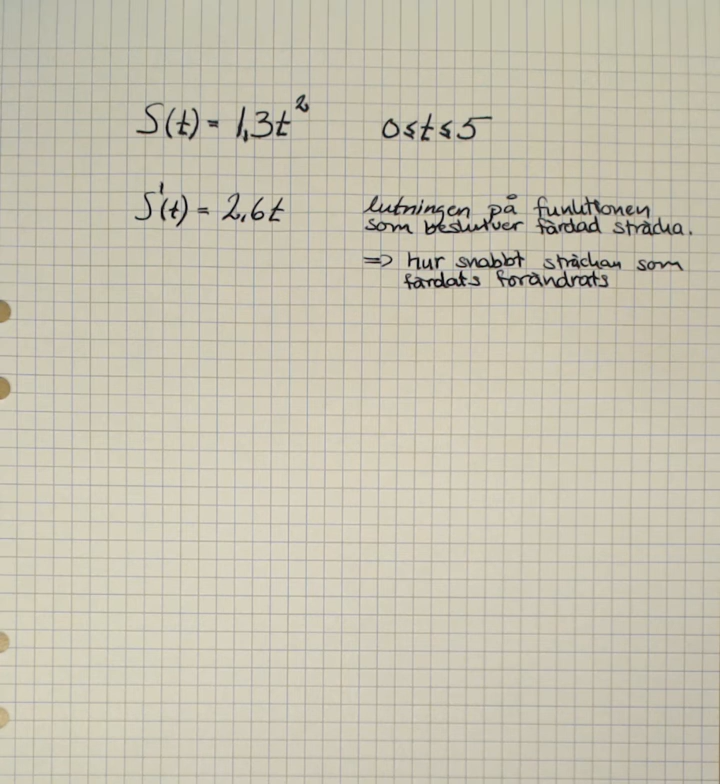 S(t) = 1,3t² 0≤t≤5
S'(t) = 2,6t lutningen på funktionen
som beskriver färdad sträcka.
=> hur snabbt sträckan som
färdats förändrats